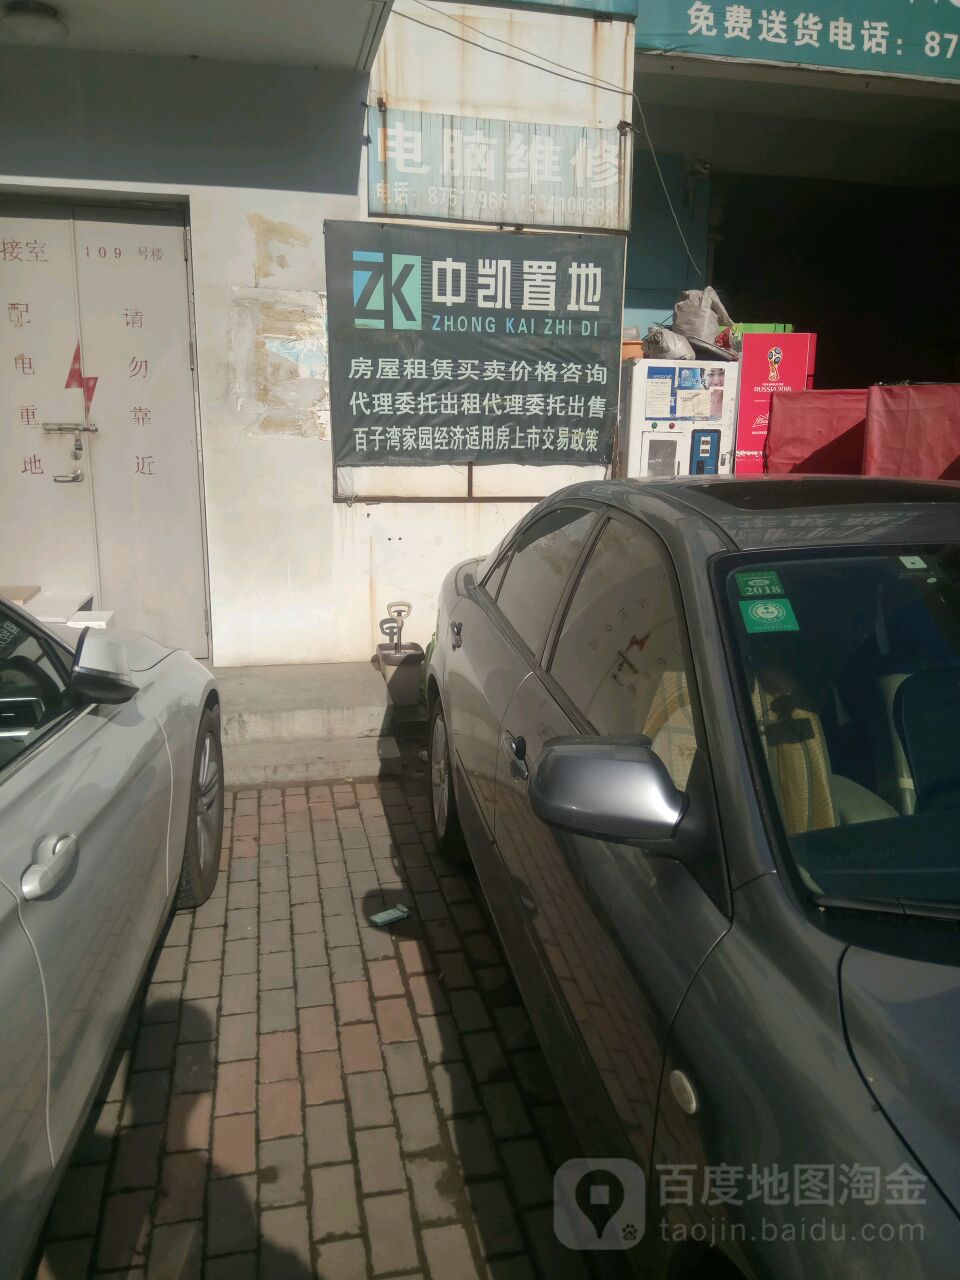 免费送货电话：87
电脑维修
电话：87517966
ZK 中凯置地
ZHONG KAI ZHI DI
房屋租赁买卖价格咨询
代理委托出租代理委托出售
百子湾家园经济适用房上市交易政策
接室
109 号楼
配电重地
请勿靠近
RUSSIA 2018
2018
百度地图淘金
taojin.baidu.com